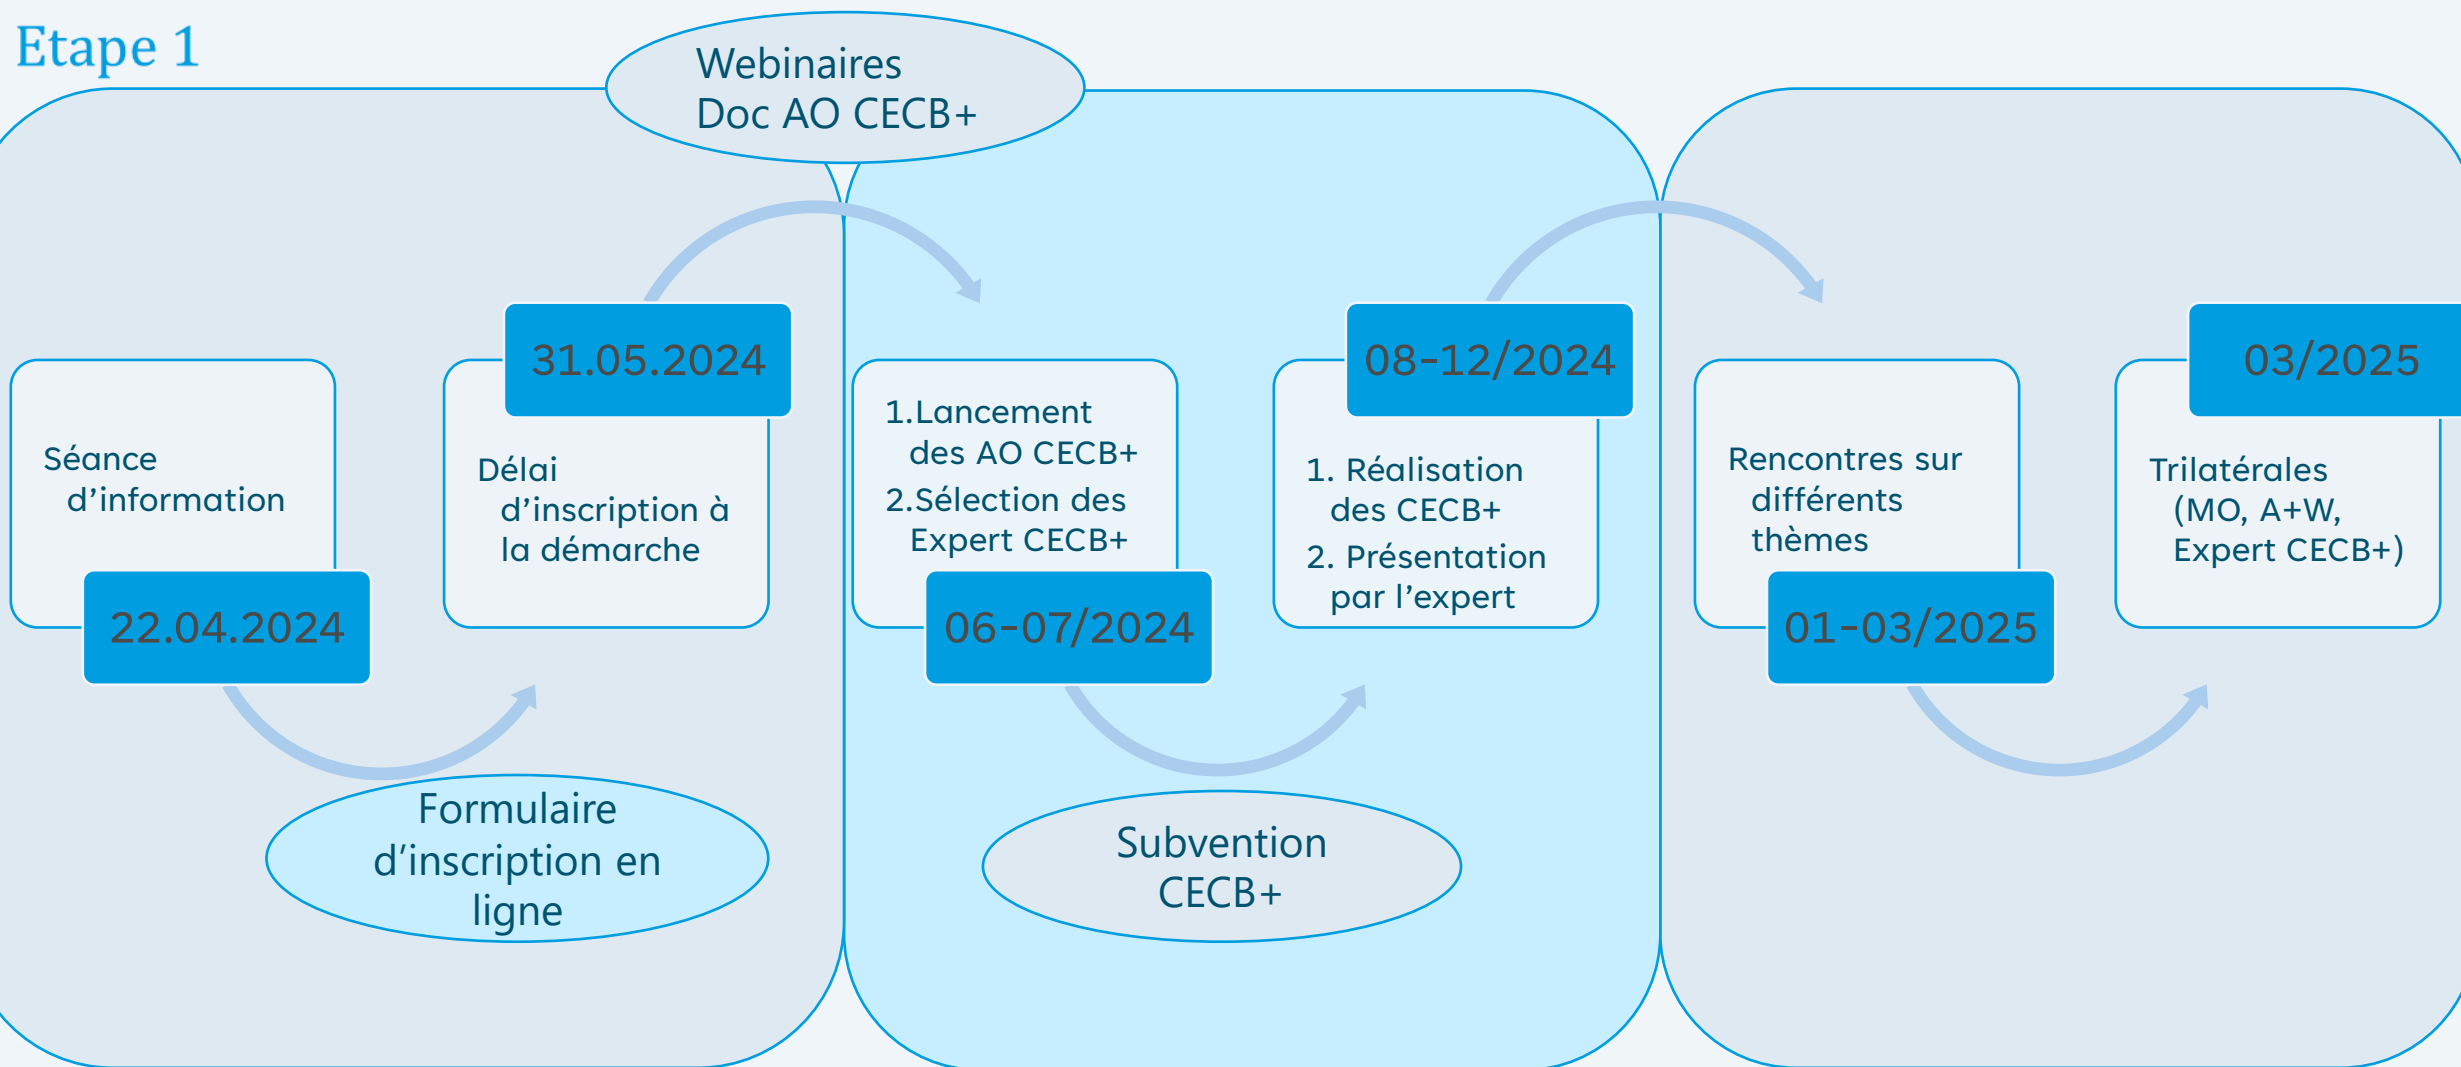 Etape 1
Webinaires
Doc AO CECB+
Séance
d’information
22.04.2024
31.05.2024
Délai
d’inscription à
la démarche
Formulaire
d’inscription en
ligne
1.Lancement
des AO CECB+
2.Sélection des
Expert CECB+
06-07/2024
08-12/2024
1. Réalisation
des CECB+
2. Présentation
par l’expert
Subvention
CECB+
Rencontres sur
différents
thèmes
01-03/2025
03/2025
Trilatérales
(MO, A+W,
Expert CECB+)